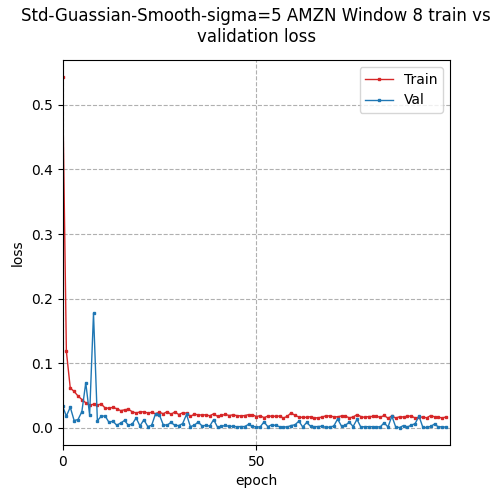 Std-Guassian-Smooth-sigma=5 AMZN Window 8 train vs
validation loss
Train
Val
0.5
0.4
0.3
0.2
0.1
0.0
loss
0
50
epoch